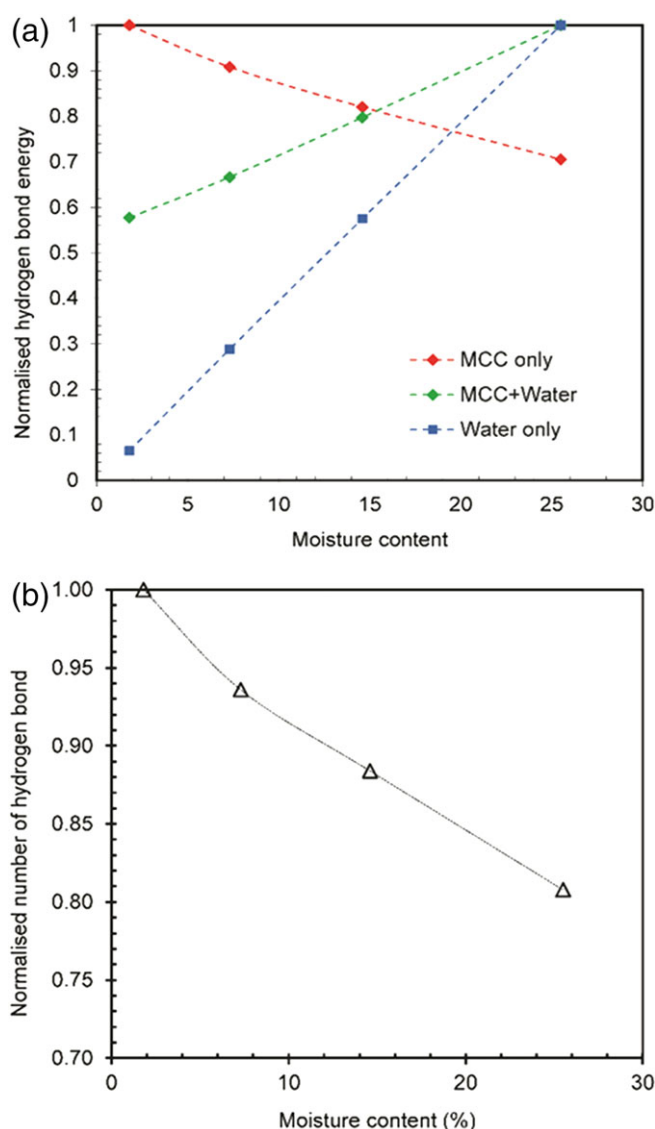 (a)
1
0.9
0.8
0.7
0.6
0.5
0.4
0.3
0.2
0.1
0
Normalised hydrogen bond energy
MCC only
MCC+Water
Water only
0 5 10 15 20 25 30
Moisture content
(b)
1.00
0.95
0.90
0.85
0.80
0.75
0.70
Normalised number of hydrogen bond
0 10 20 30
Moisture content (%)